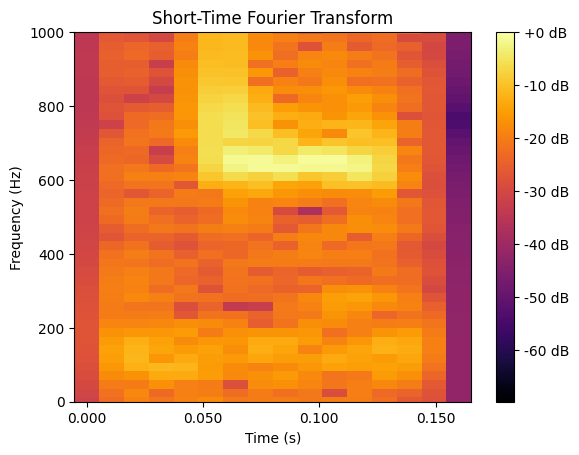 Short-Time Fourier Transform
1000
800
600
400
200
0
Frequency (Hz)
0.000
0.050
0.100
0.150
Time (s)
+0 dB
-10 dB
-20 dB
-30 dB
-40 dB
-50 dB
-60 dB